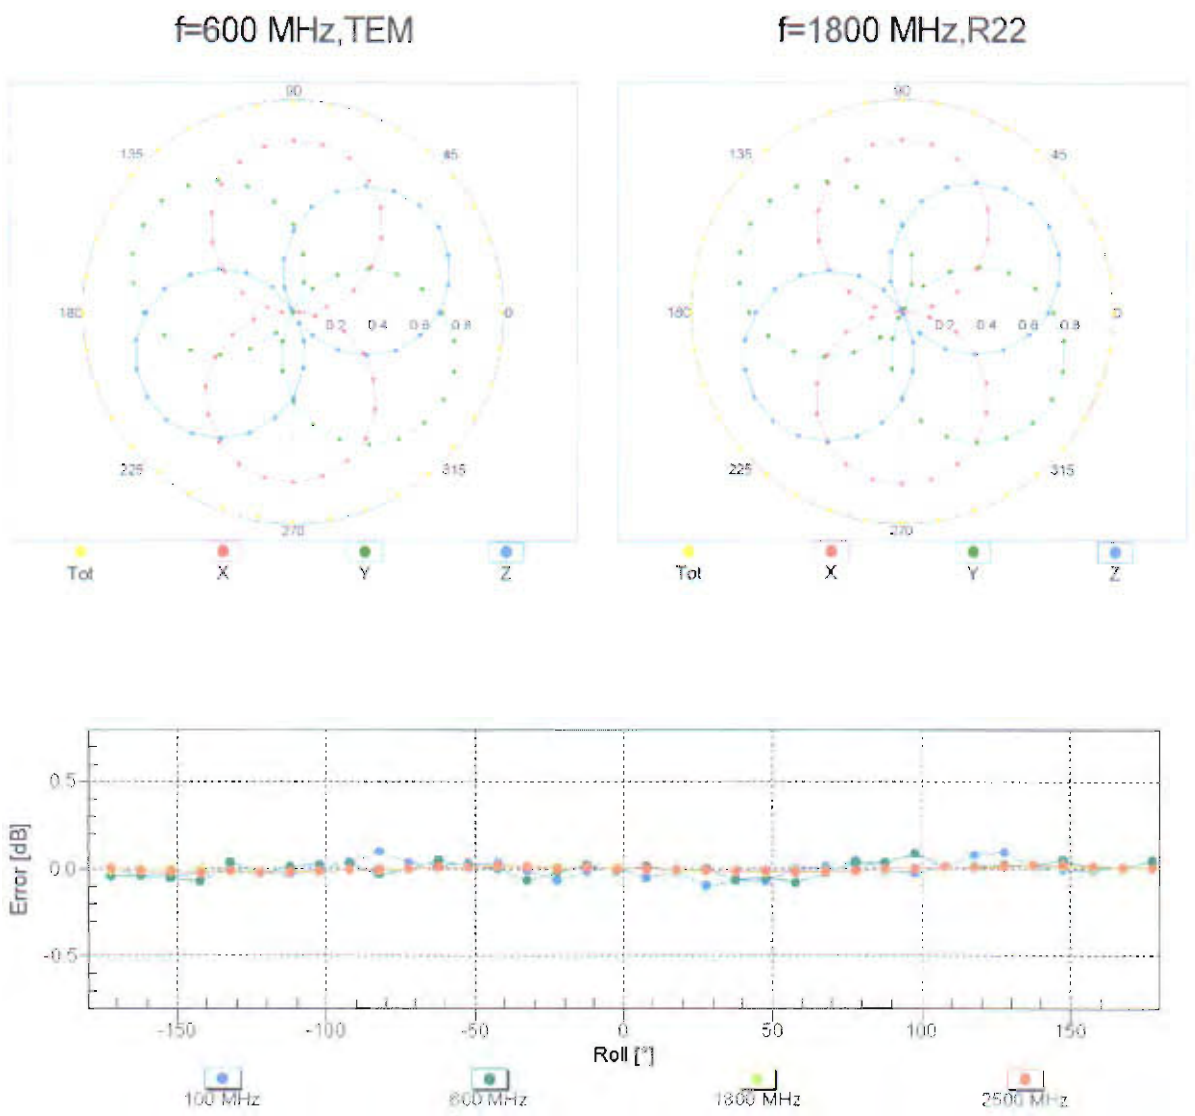 f=600 MHz,TEM
f=1800 MHz,R22
90
90
135
45
135
45
180
0.2 0.4 0.6 0.8
0
180
0.2 0.4 0.6 0.8
0
225
315
225
315
270
270
Tot X Y Z
Tot X Y Z
0.5
0.0
-0.5
Error [dB]
-150 -100 -50 0 50 100 150
Roll [°]
100 MHz 600 MHz 1800 MHz 2500 MHz